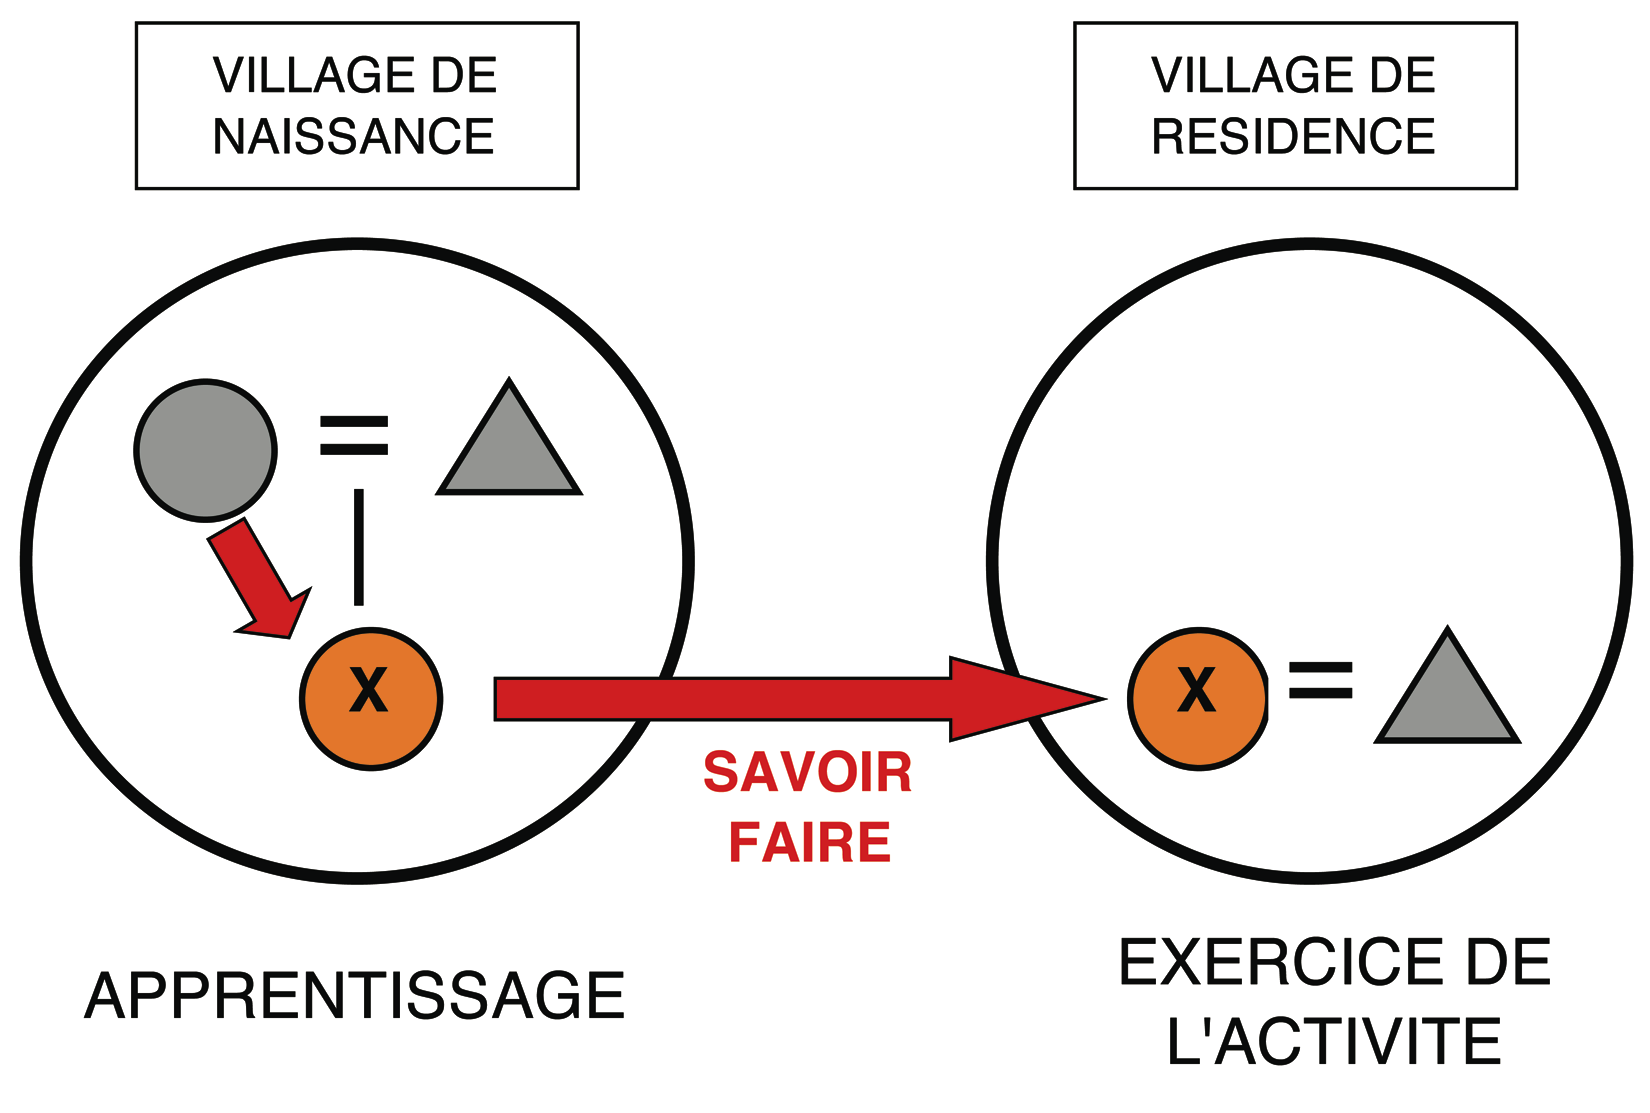 VILLAGE DE
NAISSANCE
VILLAGE DE
RESIDENCE
X
X
SAVOIR
FAIRE
APPRENTISSAGE
EXERCICE DE
L'ACTIVITE